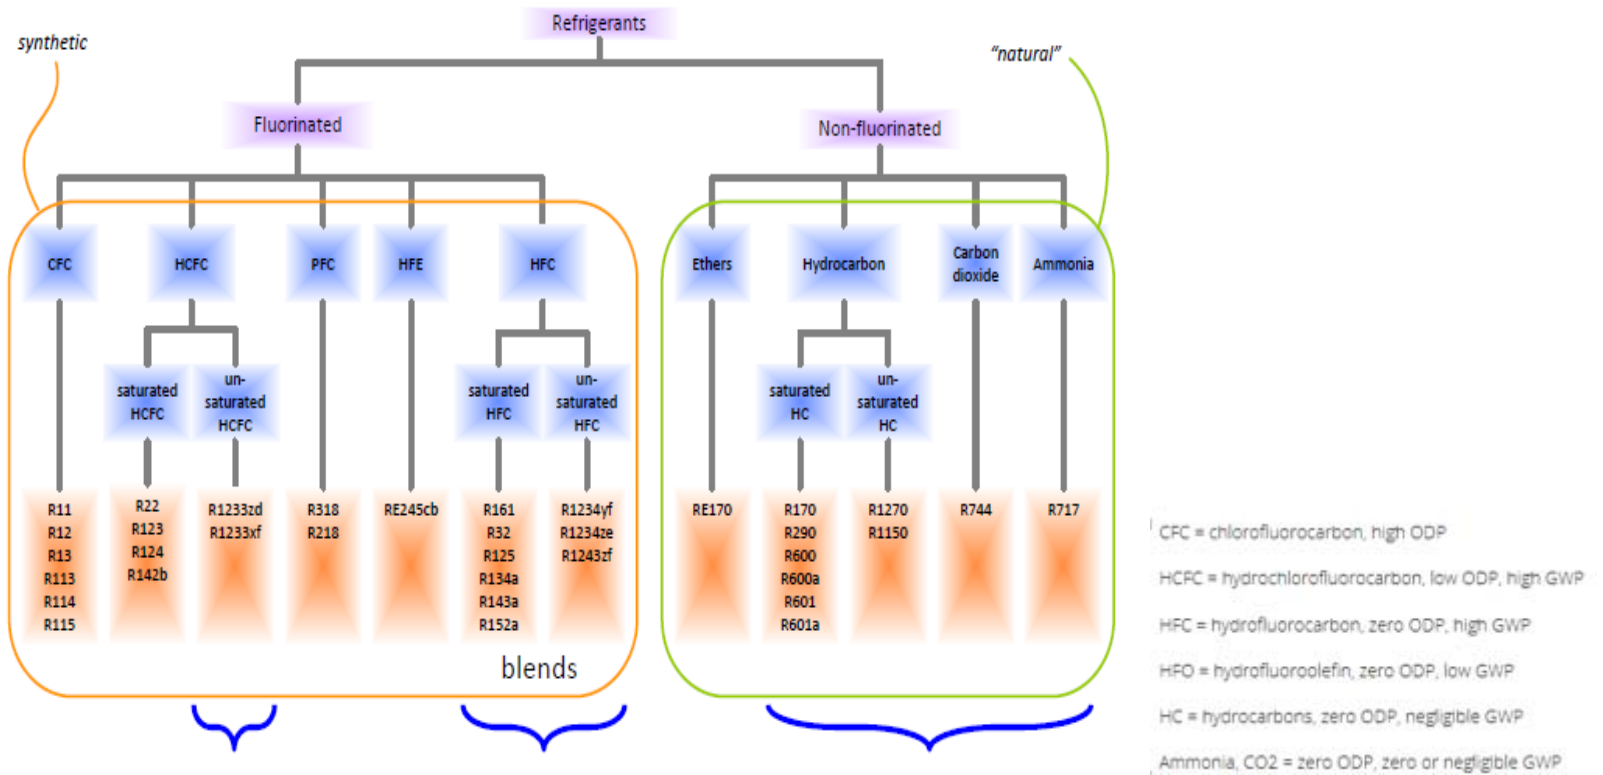 Refrigerants
synthetic
“natural”
Fluorinated
Non-fluorinated
CFC
HCFC
PFC
HFE
HFC
Ethers
Hydrocarbon
Carbon
dioxide
Ammonia
saturated
HCFC
un-
saturated
HCFC
saturated
HFC
un-
saturated
HFC
saturated
HC
un-
saturated
HC
R11
R12
R13
R113
R114
R115
R22
R123
R124
R142b
R1233zd
R1233xf
R318
R218
RE245cb
R161
R32
R125
R134a
R143a
R152a
R1234yf
R1234ze
R1243zf
RE170
R170
R290
R600
R600a
R601
R601a
R1270
R1150
R744
R717
blends
CFC = chlorofluorocarbon, high ODP
HCFC = hydrochlorofluorocarbon, low ODP, high GWP
HFC = hydrofluorocarbon, zero ODP, high GWP
HFO = hydrofluoroolefin, zero ODP, low GWP
HC = hydrocarbons, zero ODP, negligible GWP
Ammonia, CO2 = zero ODP, zero or negligible GWP